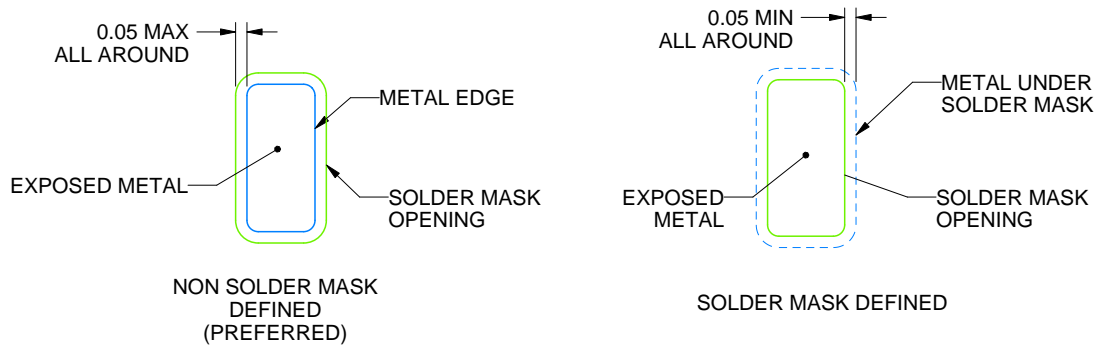 0.05 MAX
ALL AROUND
METAL EDGE
EXPOSED METAL
SOLDER MASK
OPENING
NON SOLDER MASK
DEFINED
(PREFERRED)
0.05 MIN
ALL AROUND
METAL UNDER
SOLDER MASK
EXPOSED
METAL
SOLDER MASK
OPENING
SOLDER MASK DEFINED